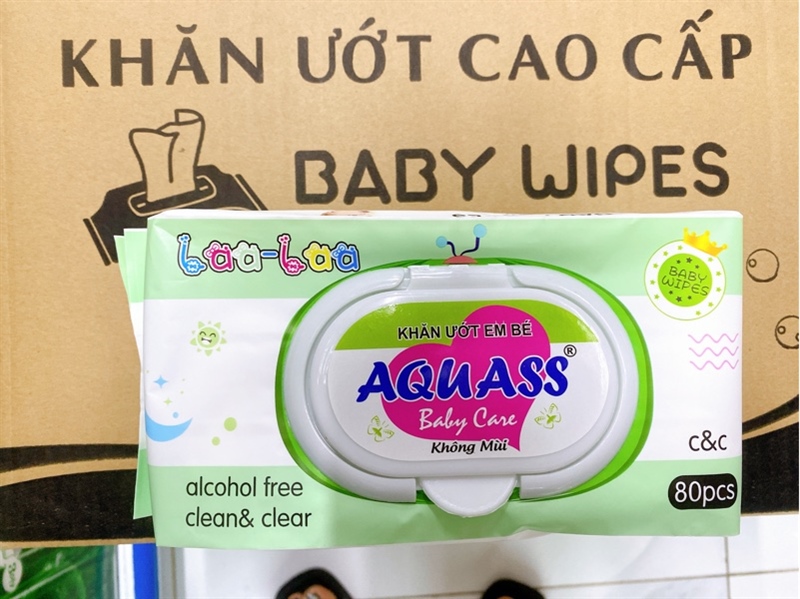 KHĂN ƯỚT CAO CẤP
BABY WIPES
Laa-Laa
BABY
WIPES
KHĂN ƯỚT EM BÉ
AQUASS®
Baby Care
Không Mùi
c&c
80pcs
alcohol free
clean& clear